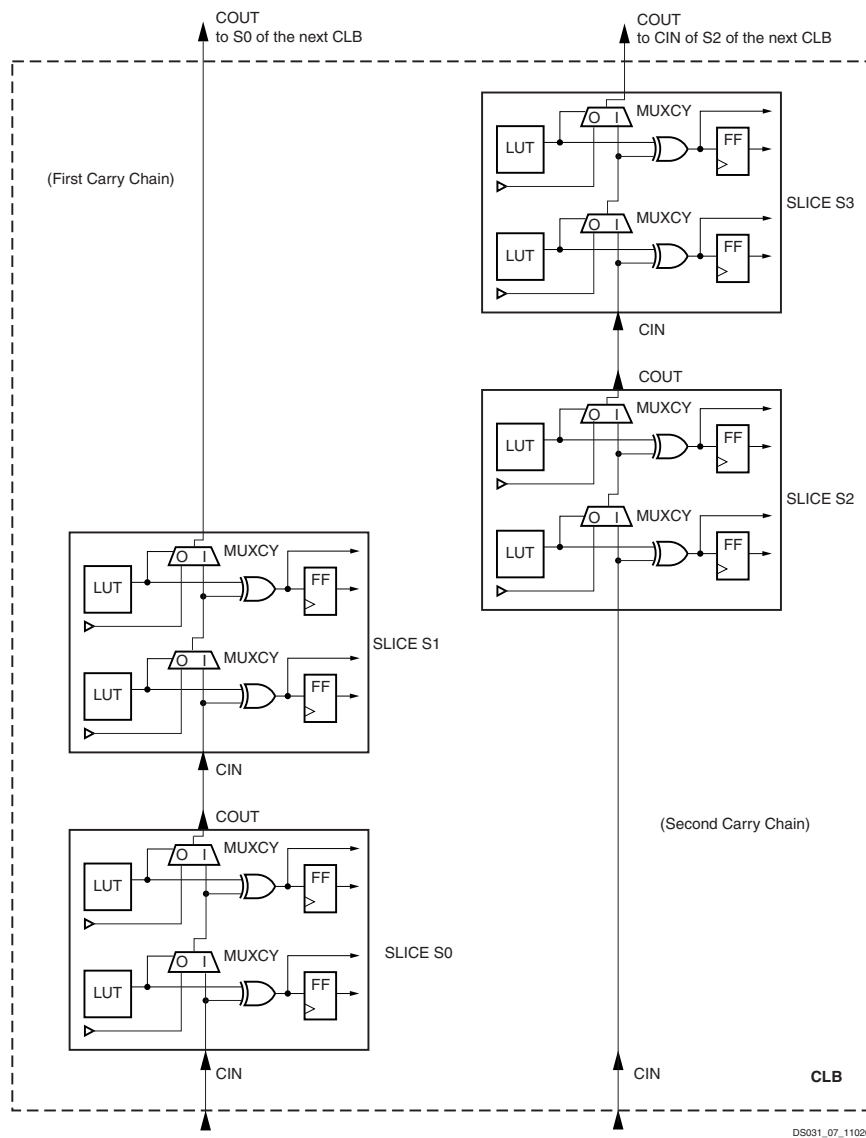 COUT
to S0 of the next CLB
COUT
to CIN of S2 of the next CLB
(First Carry Chain)
O I MUXCY
LUT
FF
O I MUXCY
LUT
FF
SLICE S3
CIN
COUT
O I MUXCY
LUT
FF
O I MUXCY
LUT
FF
SLICE S2
O I MUXCY
LUT
FF
O I MUXCY
LUT
FF
SLICE S1
CIN
COUT
(Second Carry Chain)
O I MUXCY
LUT
FF
O I MUXCY
LUT
FF
SLICE S0
CIN
CIN
CLB